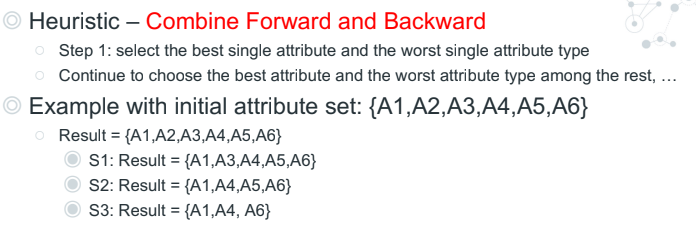 Heuristic – Combine Forward and Backward
Step 1: select the best single attribute and the worst single attribute type
Continue to choose the best attribute and the worst attribute type among the rest, …
Example with initial attribute set: {A1,A2,A3,A4,A5,A6}
Result = {A1,A2,A3,A4,A5,A6}
S1: Result = {A1,A3,A4,A5,A6}
S2: Result = {A1,A4,A5,A6}
S3: Result = {A1,A4, A6}